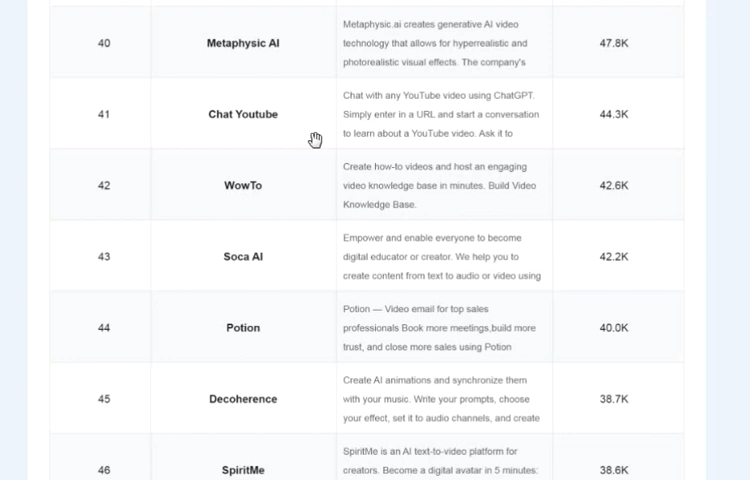 Metaphysic.ai creates generative AI video
40 Metaphysic AI technology that allows for hyperrealistic and 47.8K
photorealistic visual effects. The company's
Chat with any YouTube video using ChatGPT.
41 Chat Youtube Simply enter in a URL and start a conversation 44.3K
to learn about a YouTube video. Ask it to
Create how-to videos and host an engaging
42 WowTo video knowledge base in minutes. Build Video 42.6K
Knowledge Base.
Empower and enable everyone to become
43 Soca AI digital educator or creator. We help you to 42.2K
create content from text to audio or video using
Potion — Video email for top sales
44 Potion professionals Book more meetings,build more 40.0K
trust, and close more sales using Potion
Create AI animations and synchronize them
45 Decoherence with your music. Write your prompts, choose 38.7K
your effect, set it to audio channels, and create
SpiritMe is an AI text-to-video platform for
46 SpiritMe creators. Become a digital avatar in 5 minutes: 38.6K